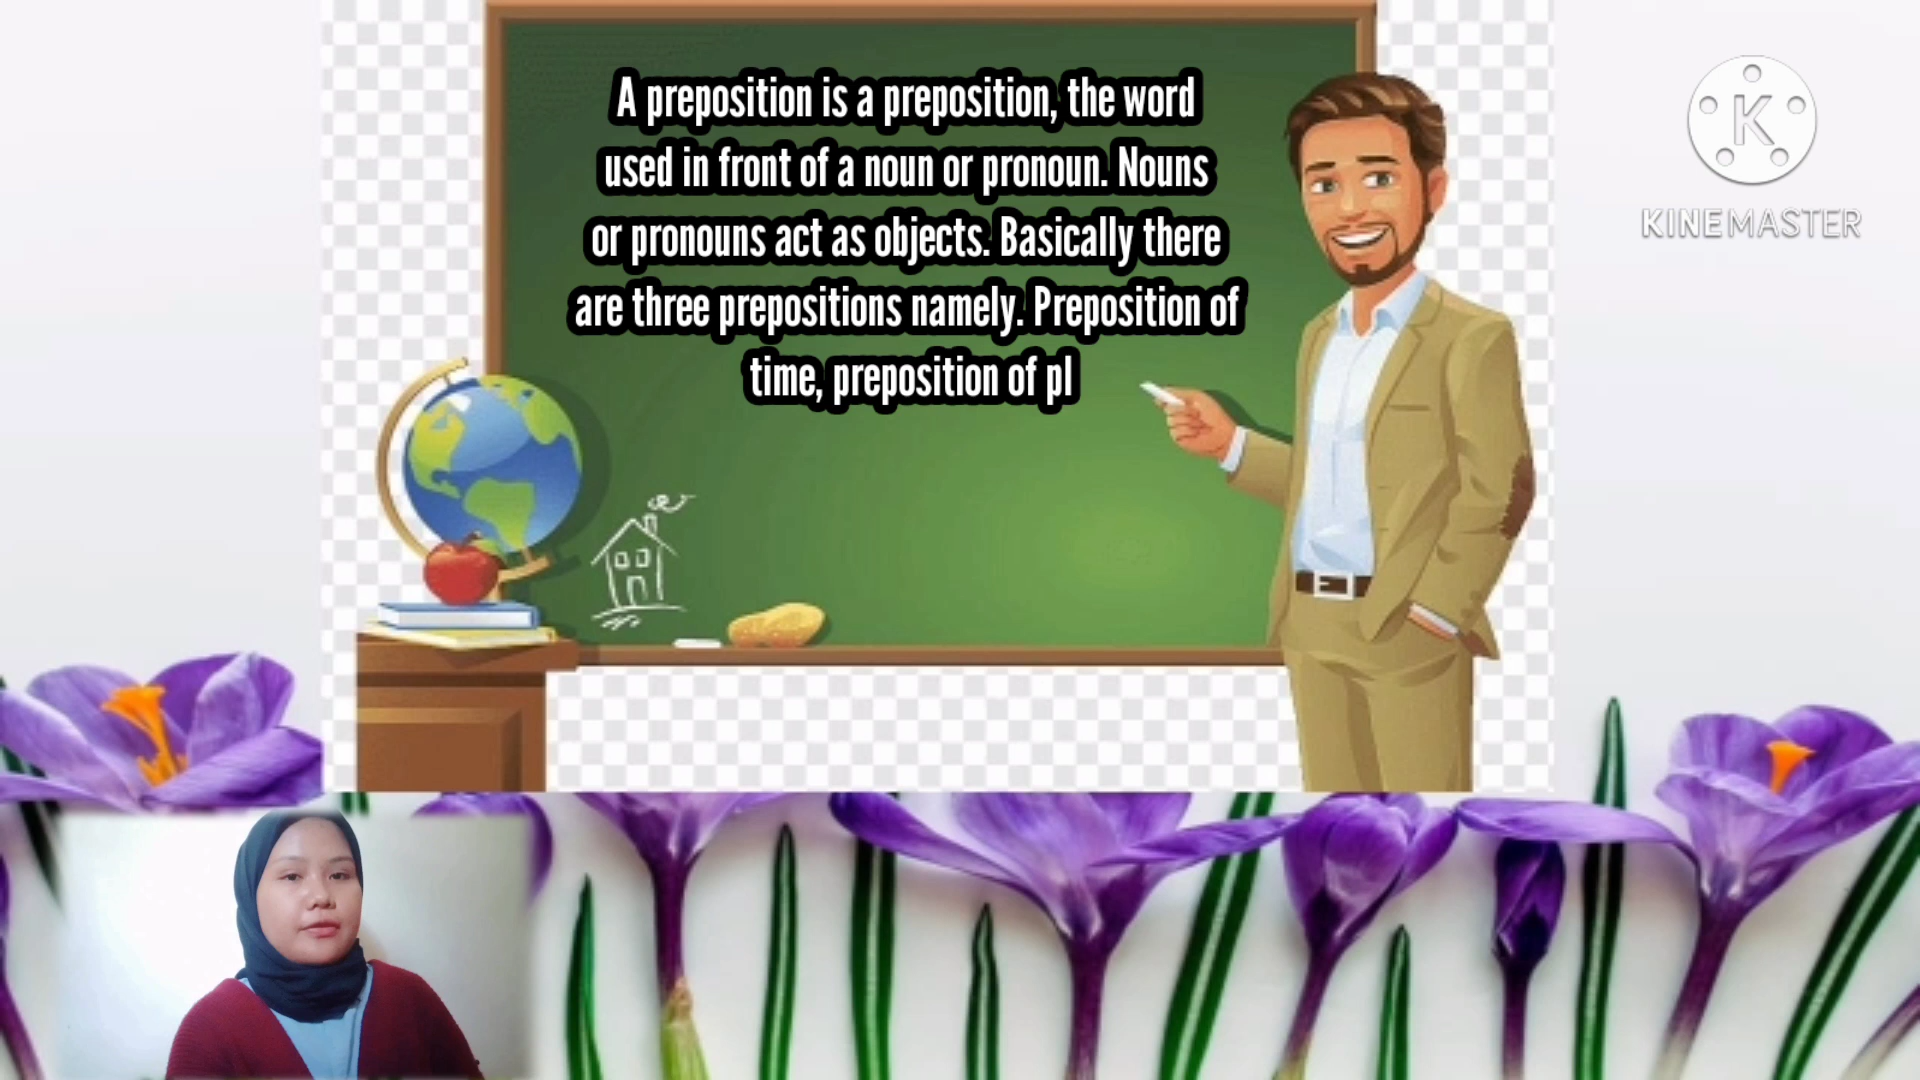 A preposition is a preposition, the word
used in front of a noun or pronoun. Nouns
or pronouns act as objects. Basically there
are three prepositions namely. Preposition of
time, preposition of pl
K
KINEMASTER